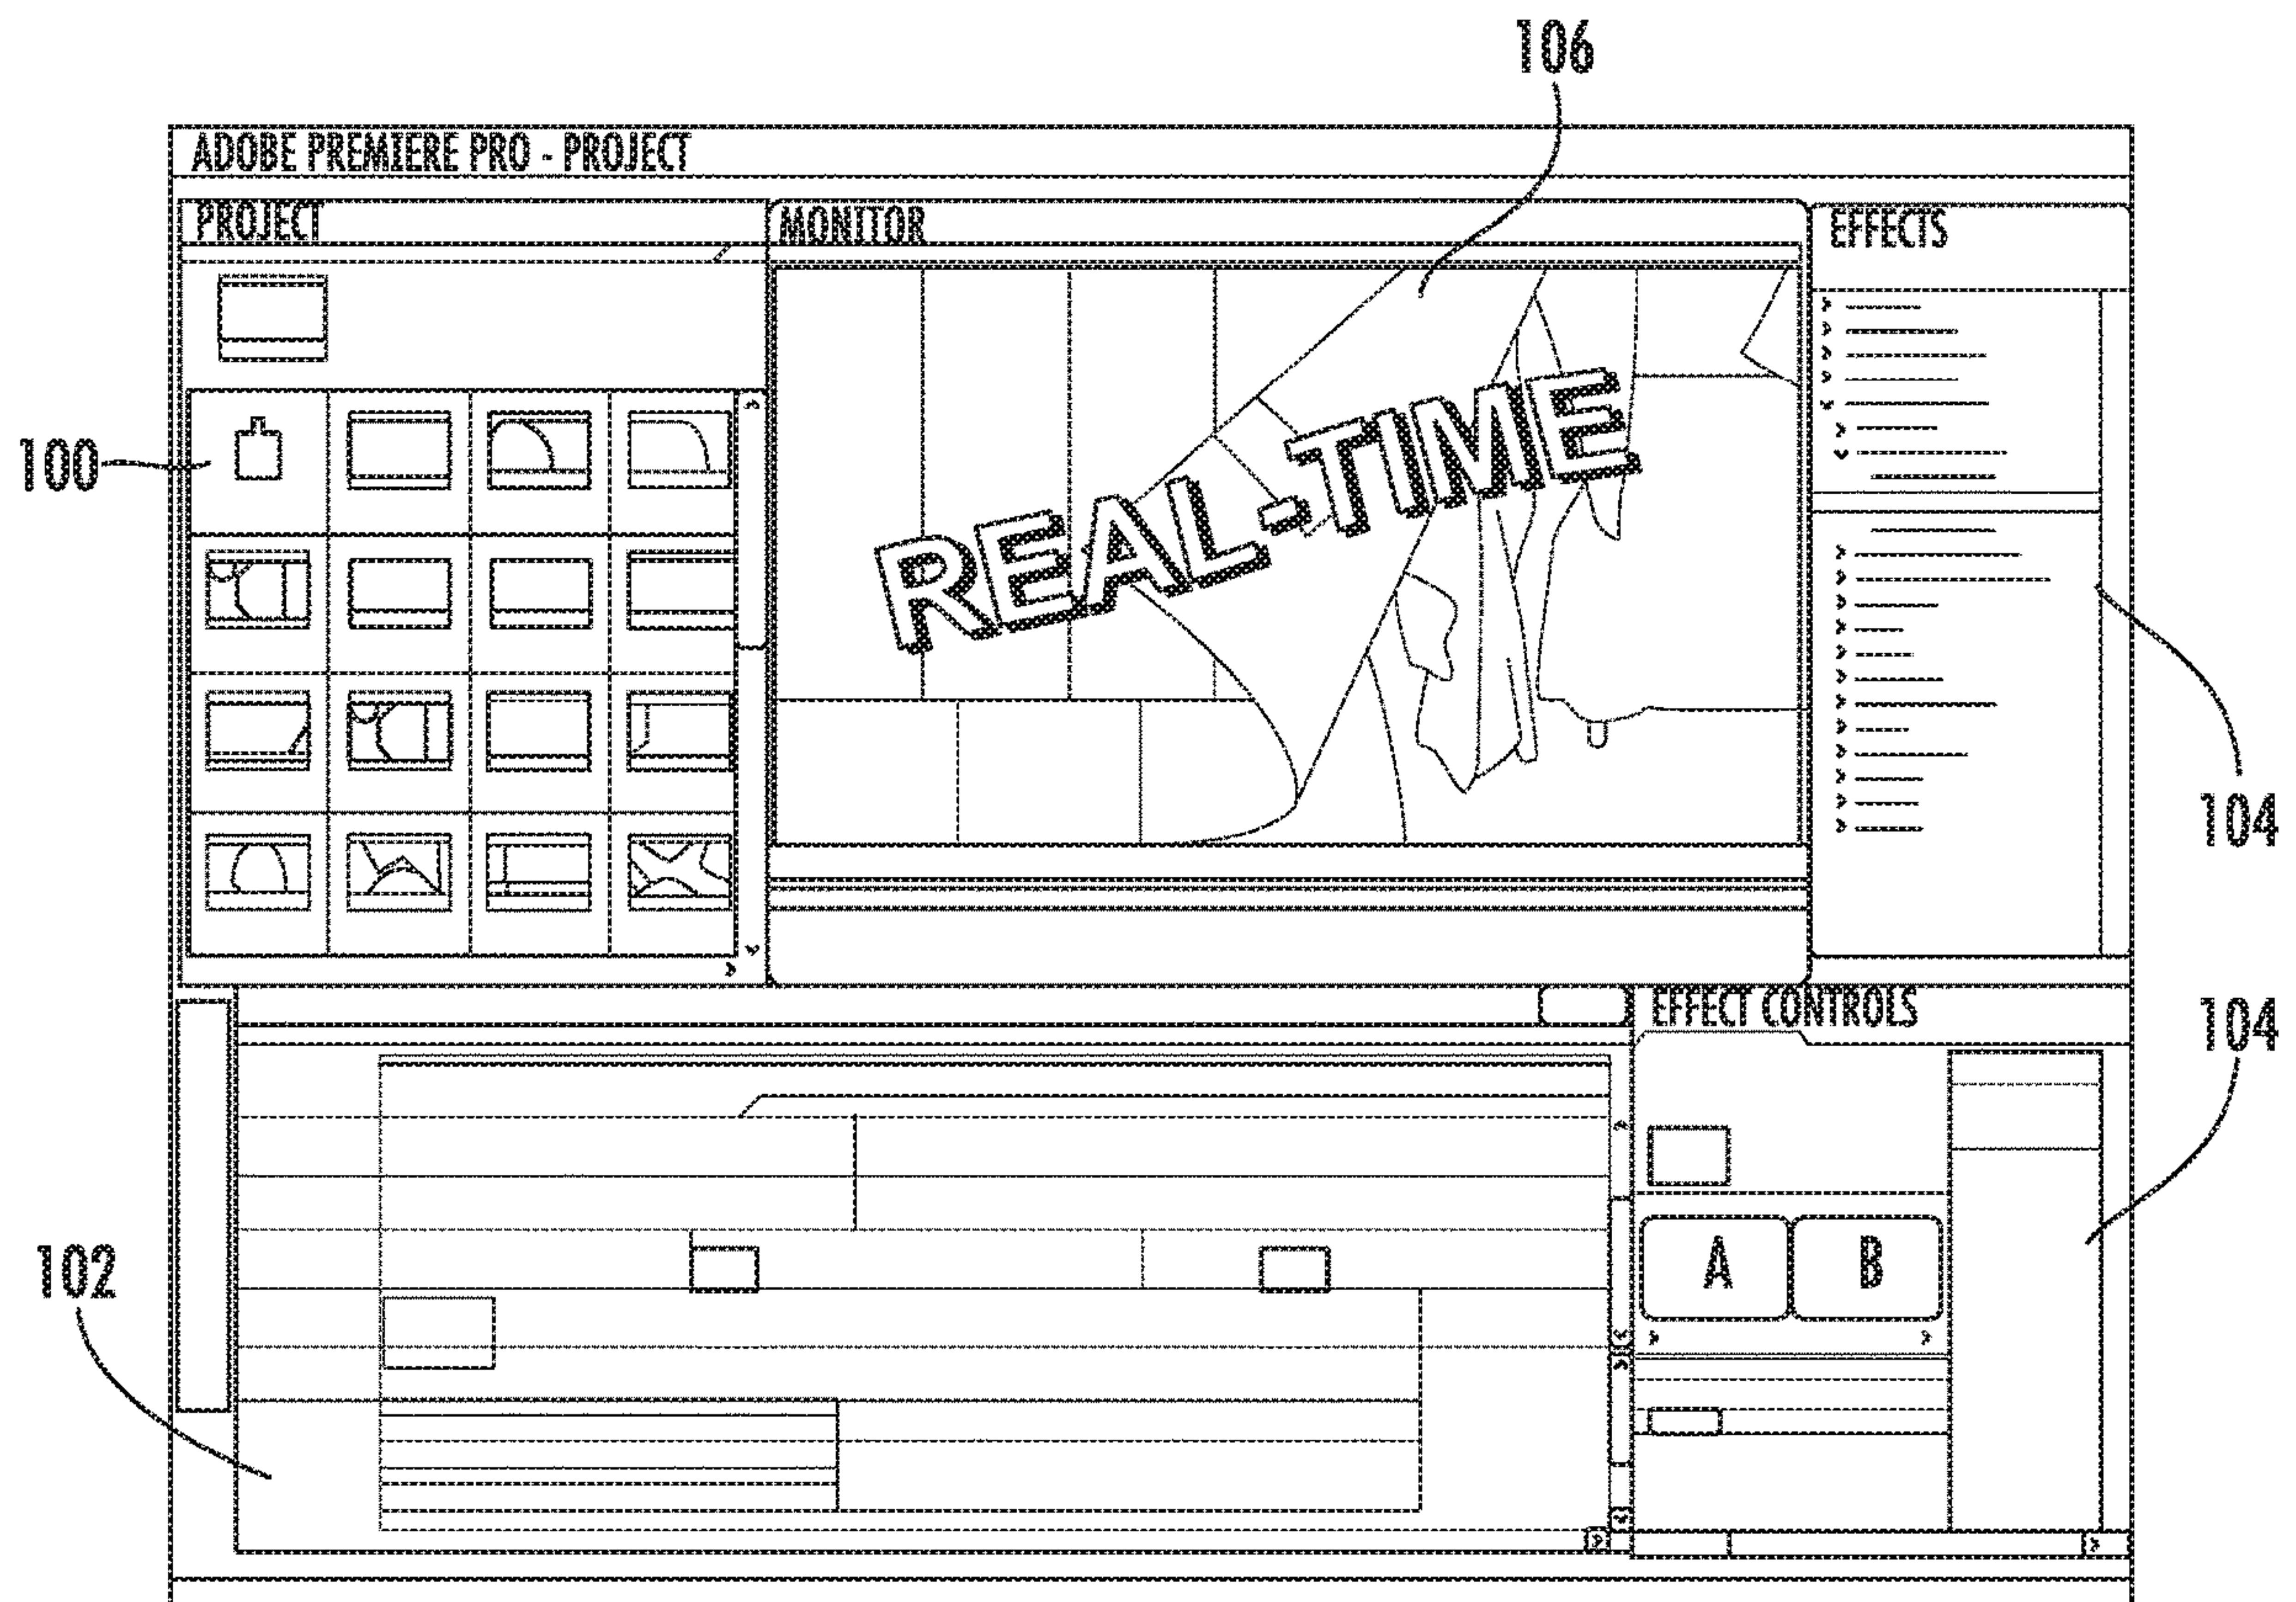 106
ADOBE PREMIERE PRO - PROJECT
PROJECT
MONITOR
EFFECTS
100
REAL-TIME
104
EFFECT CONTROLS
104
102
A
B